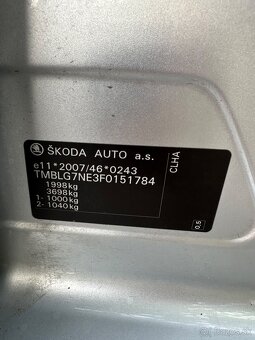 ŠKODA AUTO a.s.
e11*2007/46*0243
TMBLG7NE3F0151784
1998kg
3698kg
1- 1000kg
2- 1040kg
CLHA
0.5